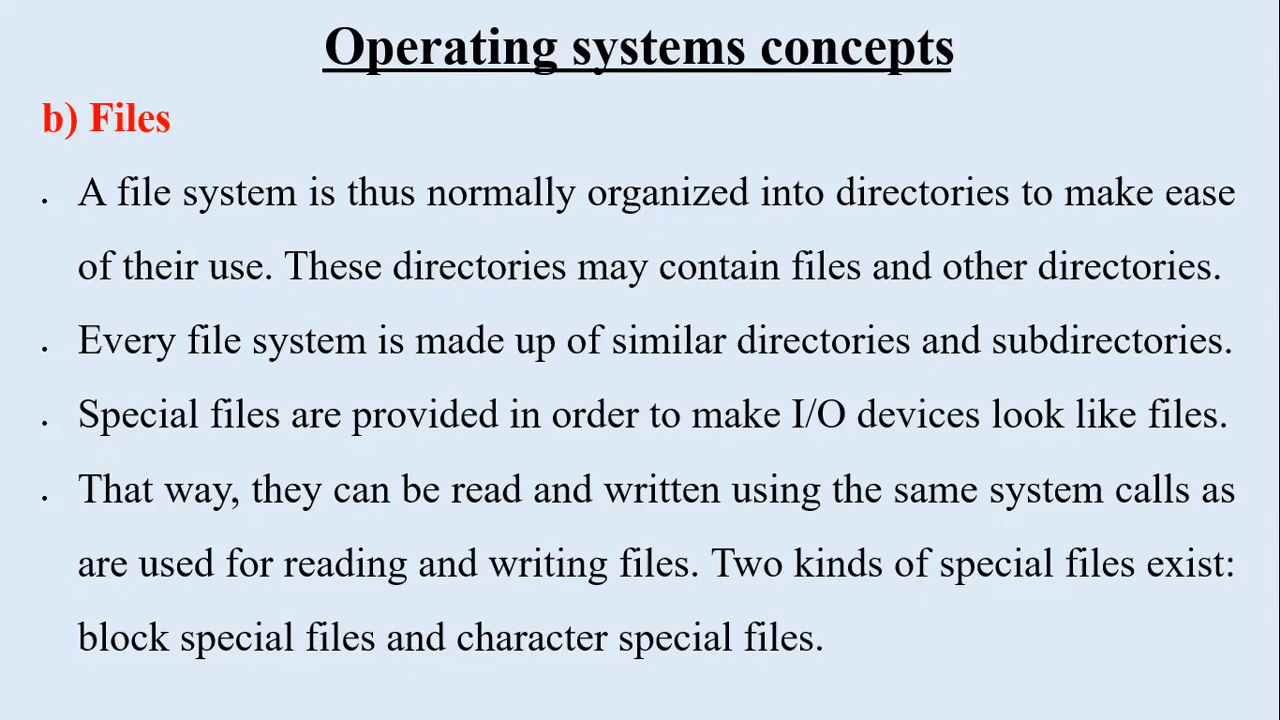 Operating systems concepts
b) Files
. A file system is thus normally organized into directories to make ease
of their use. These directories may contain files and other directories.
. Every file system is made up of similar directories and subdirectories.
. Special files are provided in order to make I/O devices look like files.
. That way, they can be read and written using the same system calls as
are used for reading and writing files. Two kinds of special files exist:
block special files and character special files.